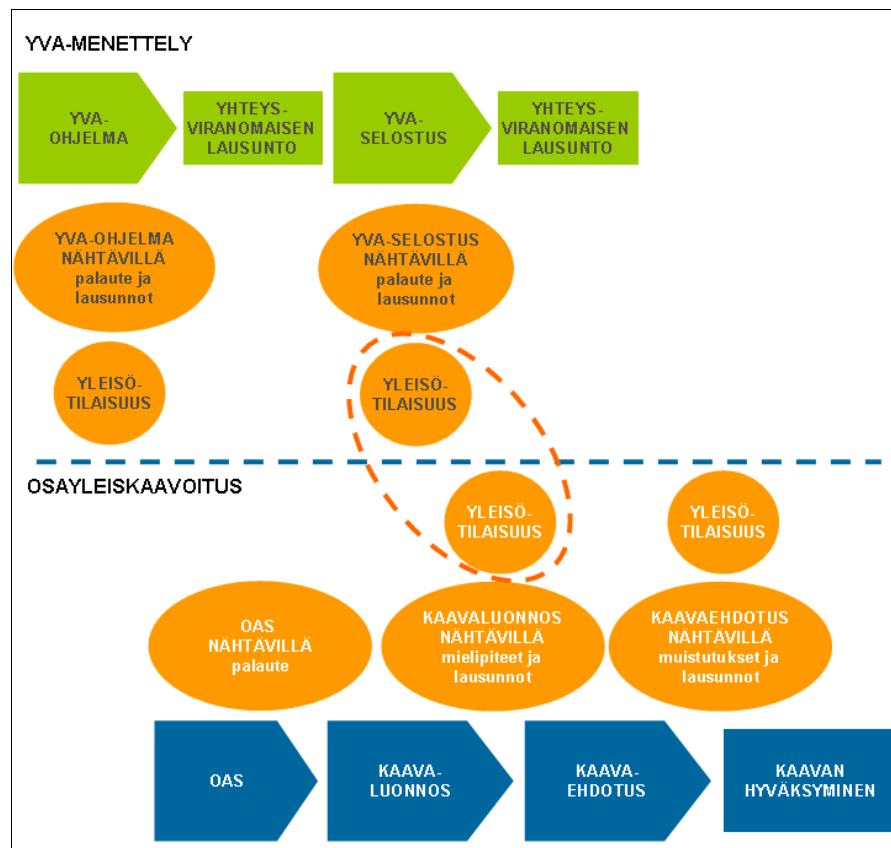 YVA-MENETTELY
YVA-
OHJELMA
YHTEYS-
VIRANOMAISEN
LAUSUNTO
YVA-
SELOSTUS
YHTEYS-
VIRANOMAISEN
LAUSUNTO
YVA-OHJELMA
NÄHTÄVILLÄ
palaute ja
lausunnot
YVA-SELOSTUS
NÄHTÄVILLÄ
palaute ja
lausunnot
YLEISÖ-
TILAISUUS
YLEISÖ-
TILAISUUS
OSAYLEISKAAVOITUS
YLEISÖ-
TILAISUUS
YLEISÖ-
TILAISUUS
OAS
NÄHTÄVILLÄ
palaute
KAAVALUONNOS
NÄHTÄVILLÄ
mielipiteet ja
lausunnot
KAAVAEHDOTUS
NÄHTÄVILLÄ
muistutukset ja
lausunnot
OAS
KAAVA-
LUONNOS
KAAVA-
EHDOTUS
KAAVAN
HYVÄKSYMINEN